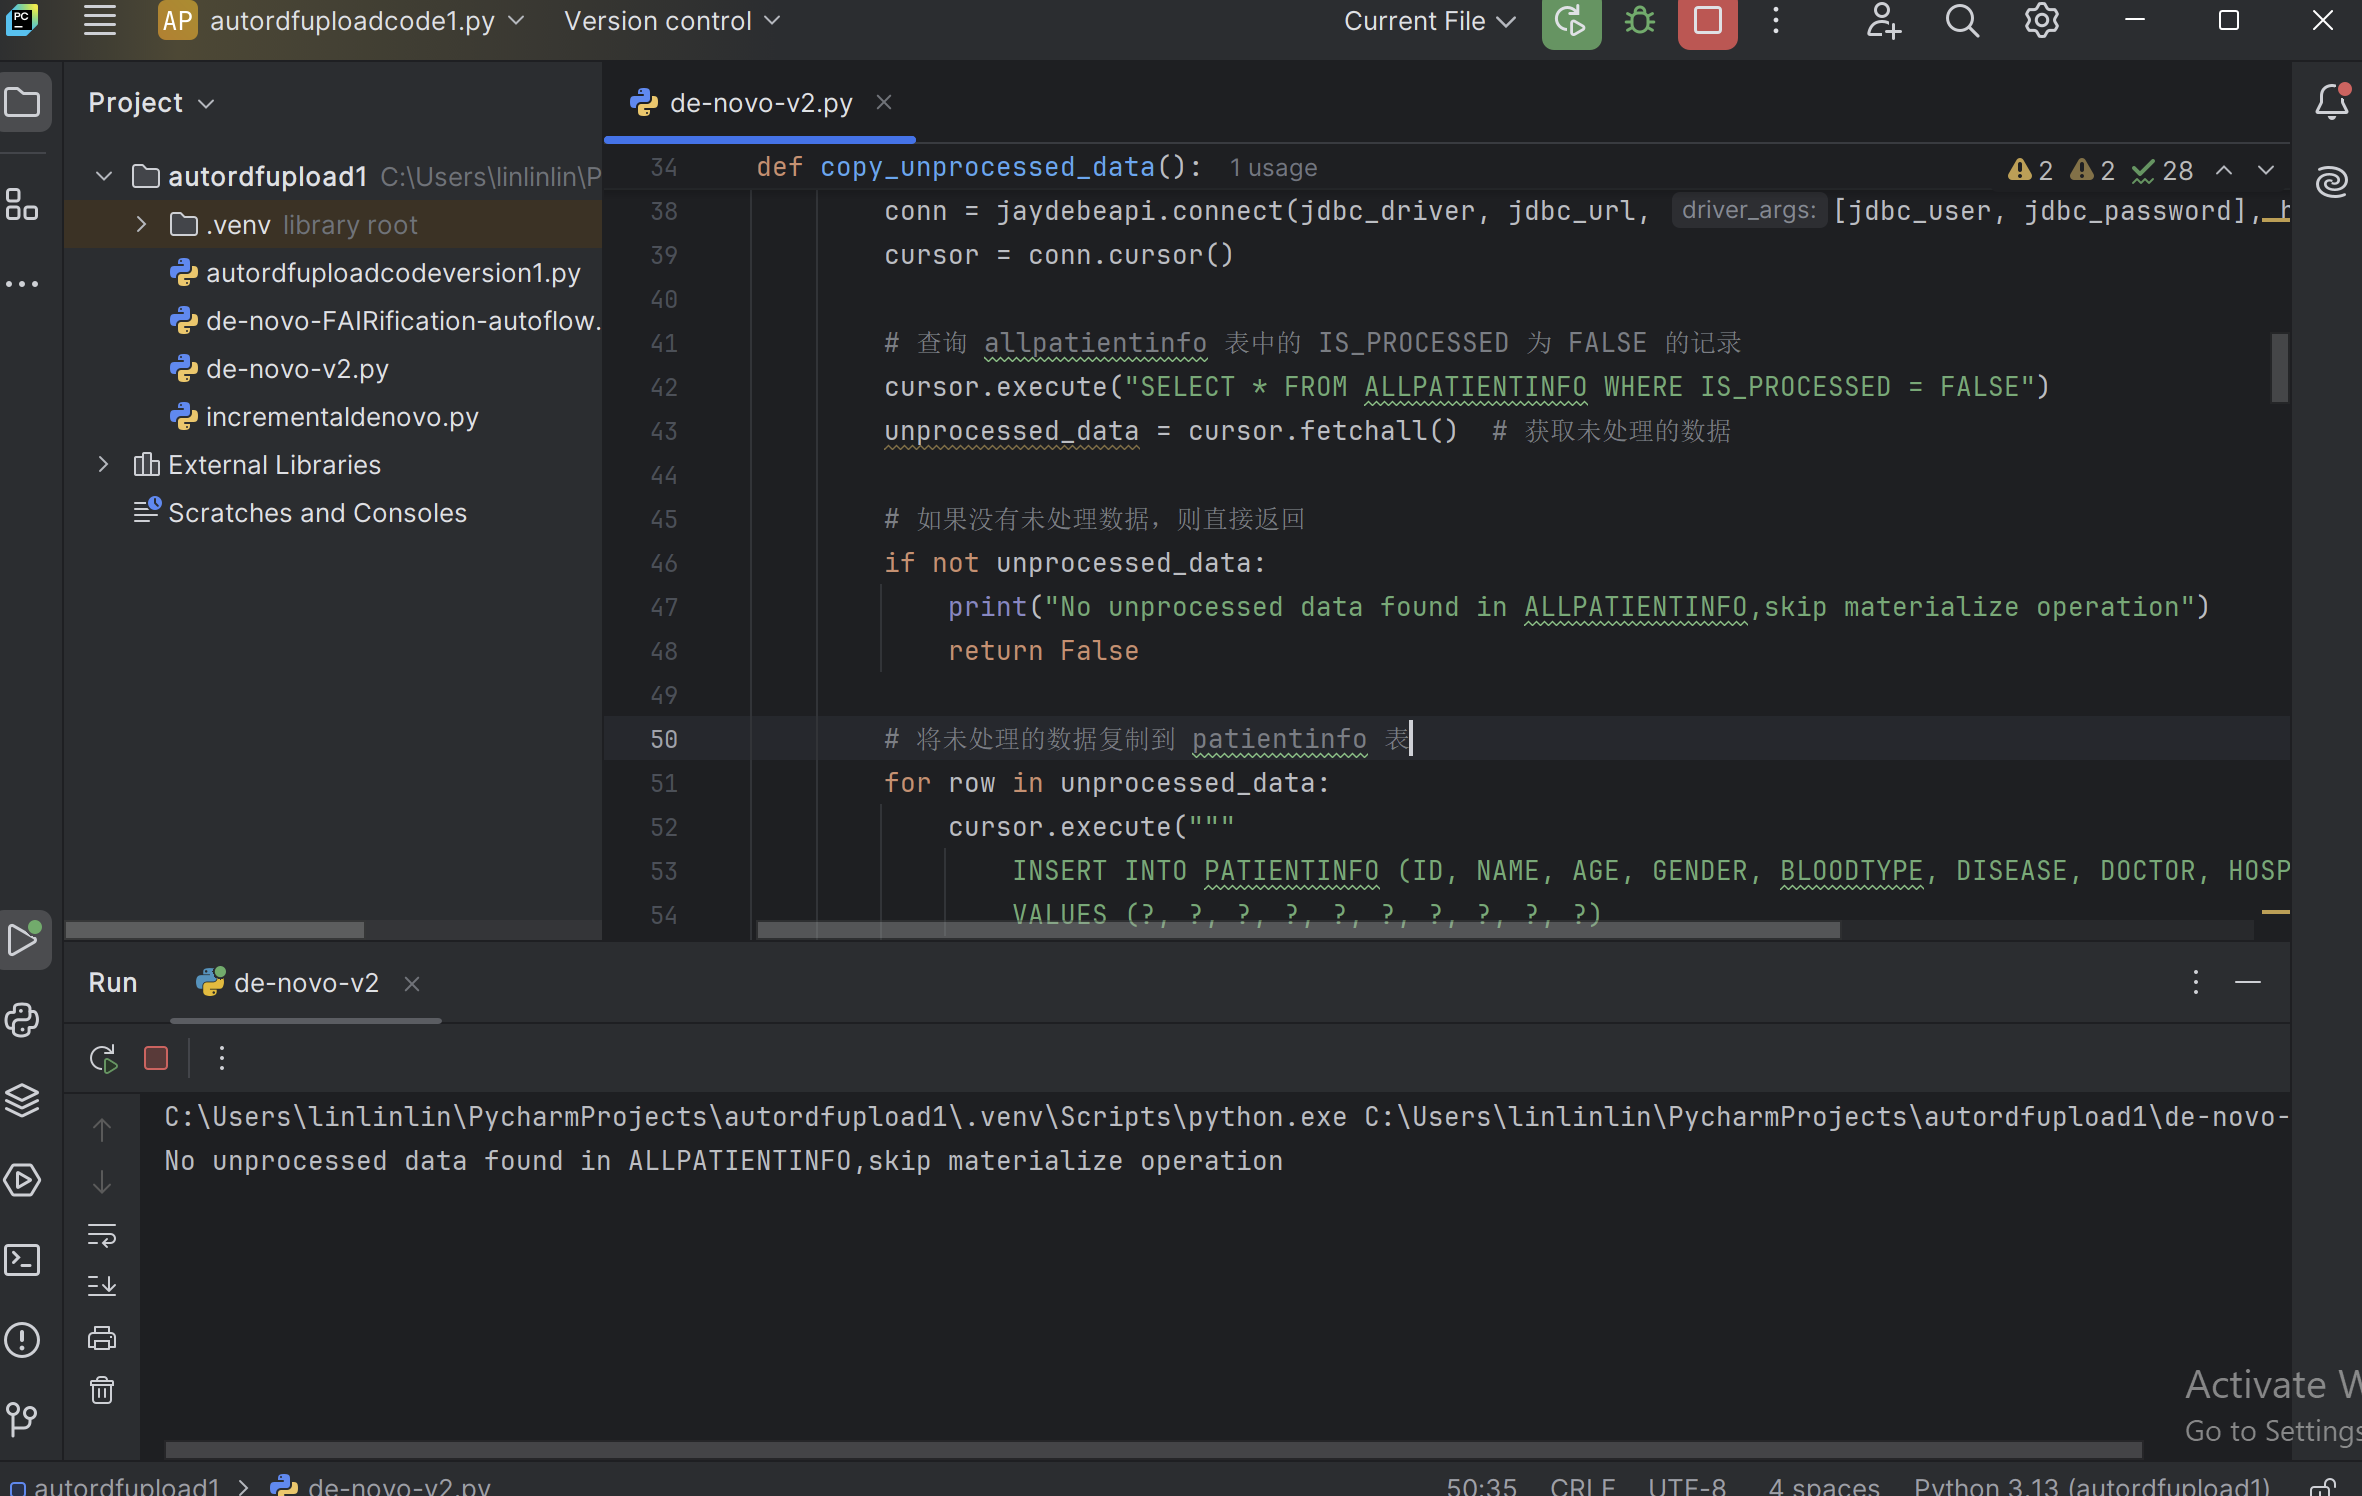 PC
AP autordfuploadcode1.py Version control Current File
Project
de-novo-v2.py
autordfupload1 C:\Users\linlinlin\P
.venv library root
autordfuploadcodeversion1.py
de-novo-FAIRification-autoflow.
de-novo-v2.py
incrementaldenovo.py
External Libraries
Scratches and Consoles
34 def copy_unprocessed_data(): 1 usage
2 2 28
38 conn = jaydebeapi.connect(jdbc_driver, jdbc_url, driver_args: [jdbc_user, jdbc_password],
39 cursor = conn.cursor()
40
41 # 查询 allpatientinfo 表中的 IS_PROCESSED 为 FALSE 的记录
42 cursor.execute("SELECT * FROM ALLPATIENTINFO WHERE IS_PROCESSED = FALSE")
43 unprocessed_data = cursor.fetchall() # 获取未处理的数据
44
45 # 如果没有未处理数据，则直接返回
46 if not unprocessed_data:
47 print("No unprocessed data found in ALLPATIENTINFO,skip materialize operation")
48 return False
49
50 # 将未处理的数据复制到 patientinfo 表
51 for row in unprocessed_data:
52 cursor.execute("""
53 INSERT INTO PATIENTINFO (ID, NAME, AGE, GENDER, BLOODTYPE, DISEASE, DOCTOR, HOSP
54 VALUES (?, ?, ?, ?, ?, ?, ?, ?, ?, ?)
Run de-novo-v2
C:\Users\linlinlin\PycharmProjects\autordfupload1\.venv\Scripts\python.exe C:\Users\linlinlin\PycharmProjects\autordfupload1\de-novo-
No unprocessed data found in ALLPATIENTINFO,skip materialize operation
Activate W
Go to Settings
autordfupload1 > de-novo-v2.py 50:35 CRLF UTF-8 4 spaces Python 3.13 (autordfupload1)